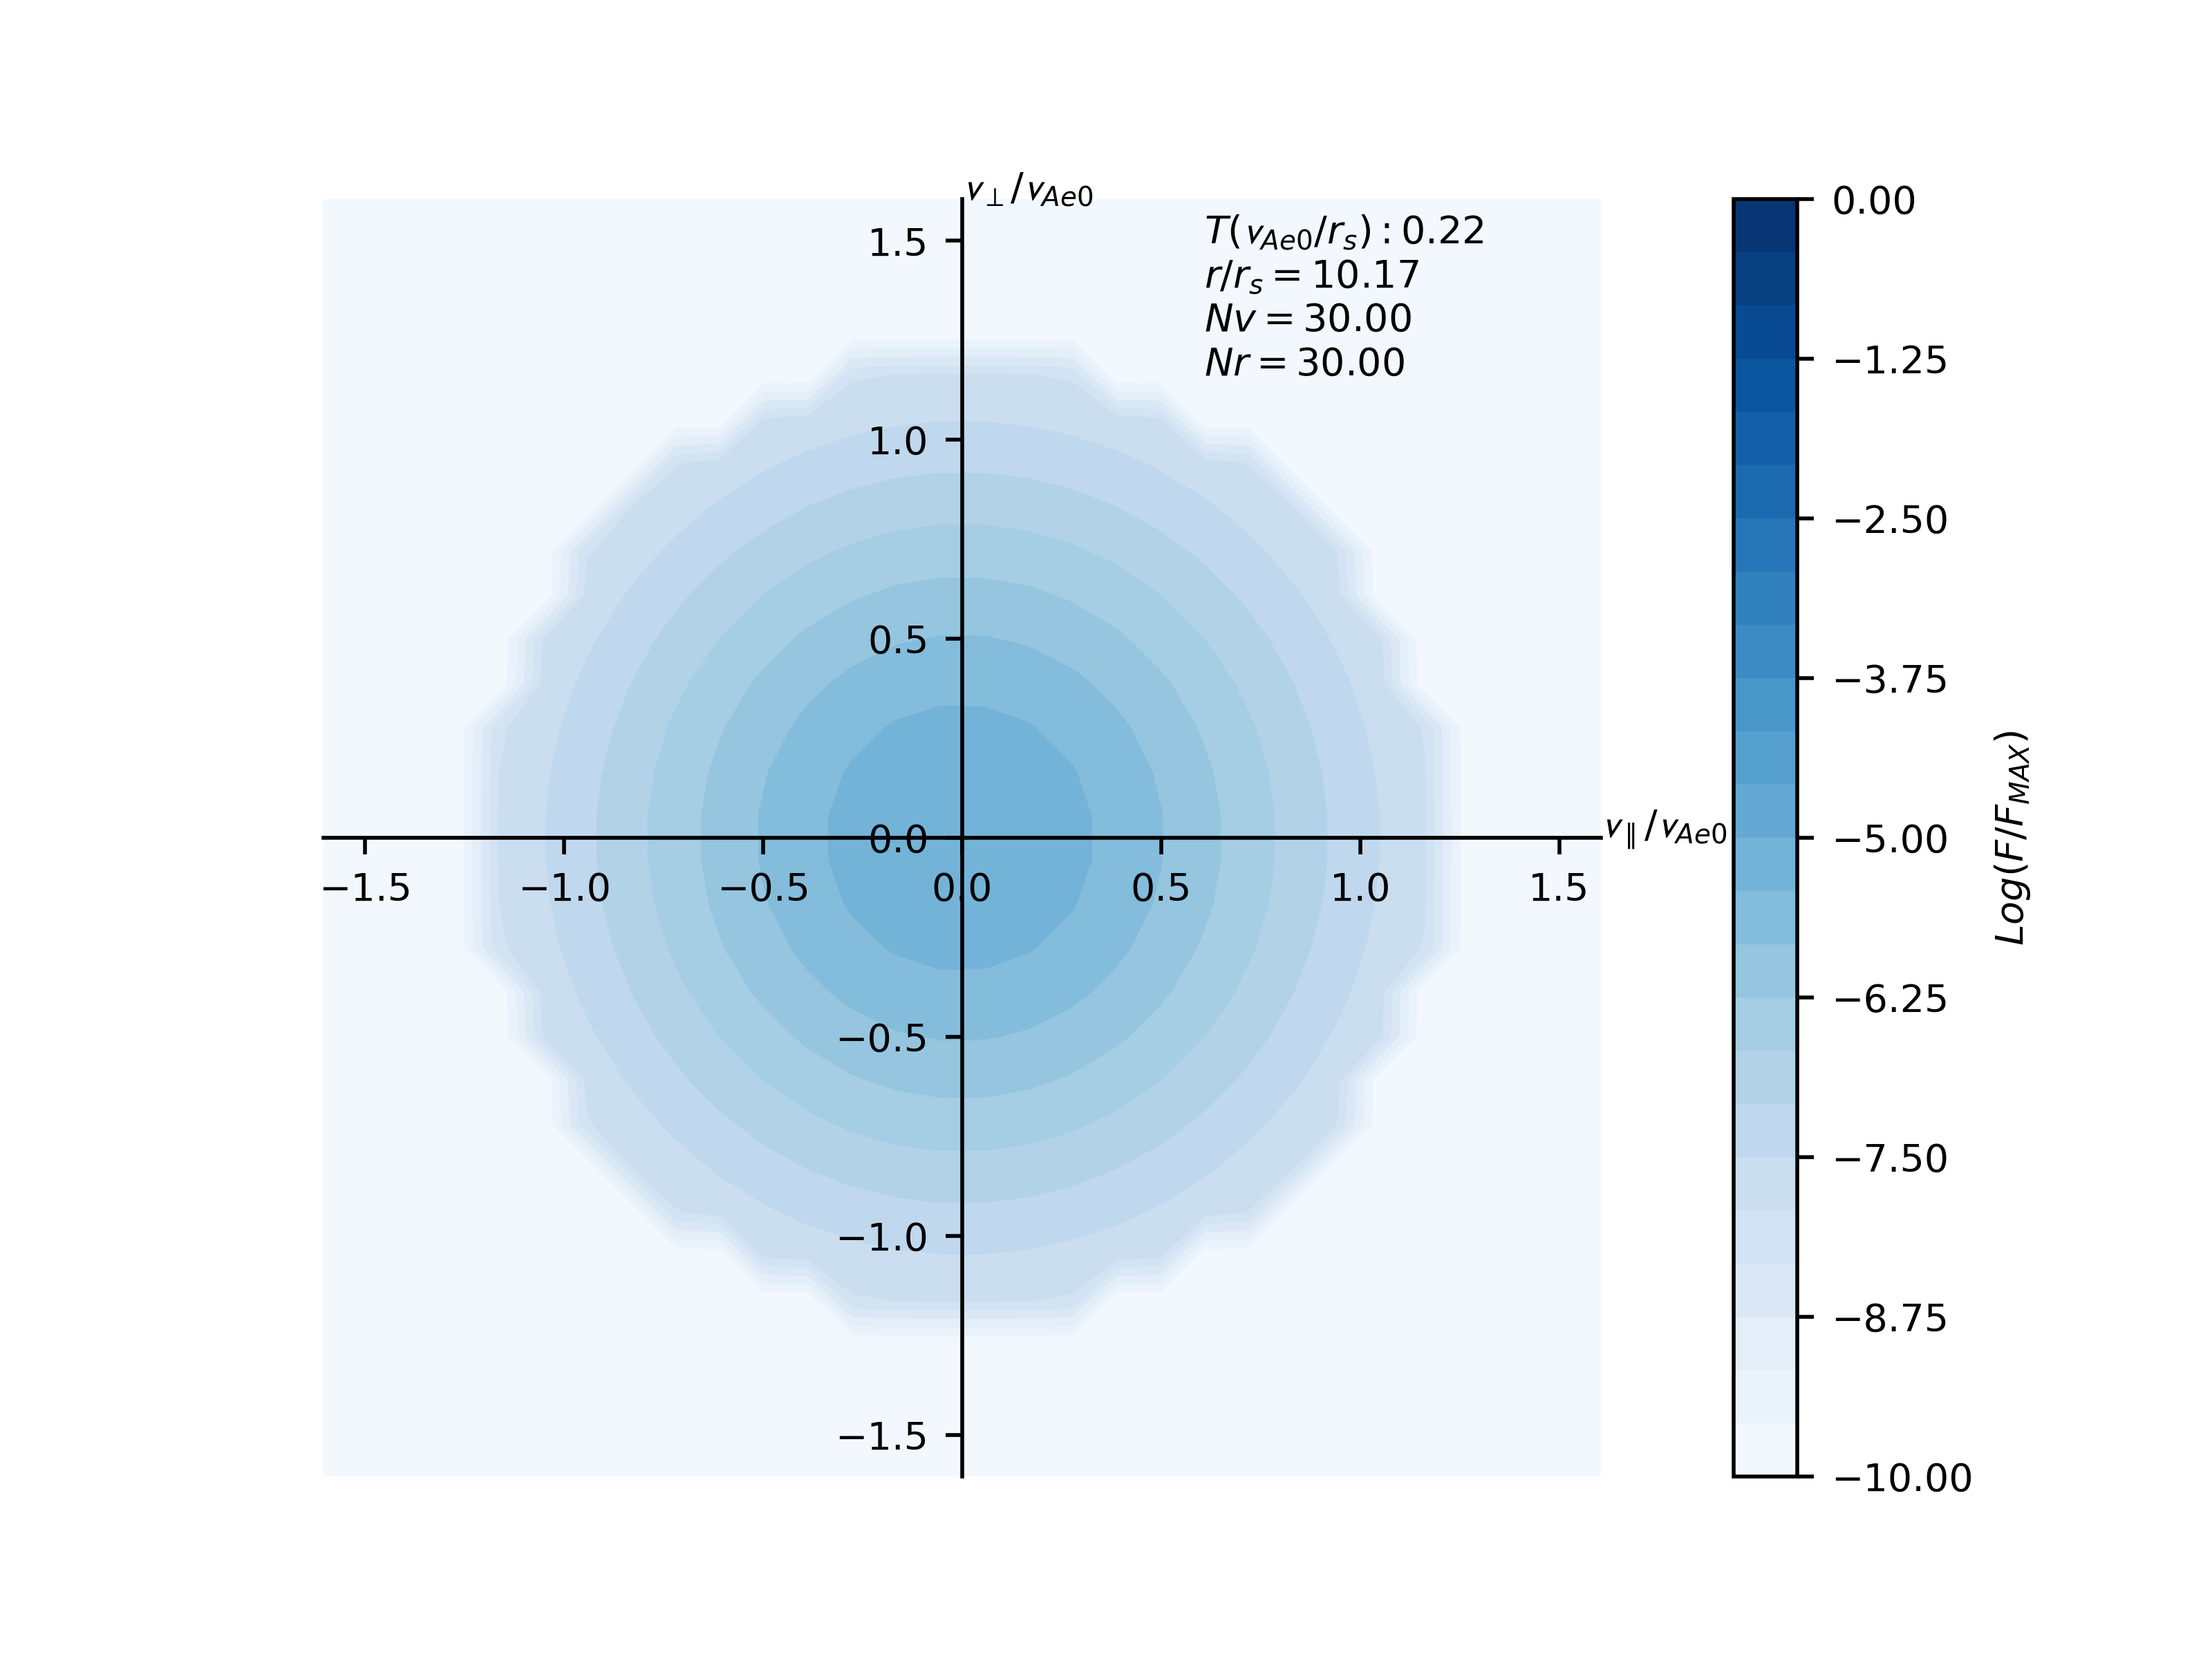 v⊥/vAe0
T(vAe0/rs) : 0.22
r/rs = 10.17
Nv = 30.00
Nr = 30.00
1.5
1.0
0.5
0.0
−0.5
−1.0
−1.5
−1.5 −1.0 −0.5 0.0 0.5 1.0 1.5
v∥/vAe0
0.00
−1.25
−2.50
−3.75
−5.00
−6.25
−7.50
−8.75
−10.00
Log(F/FMAX)